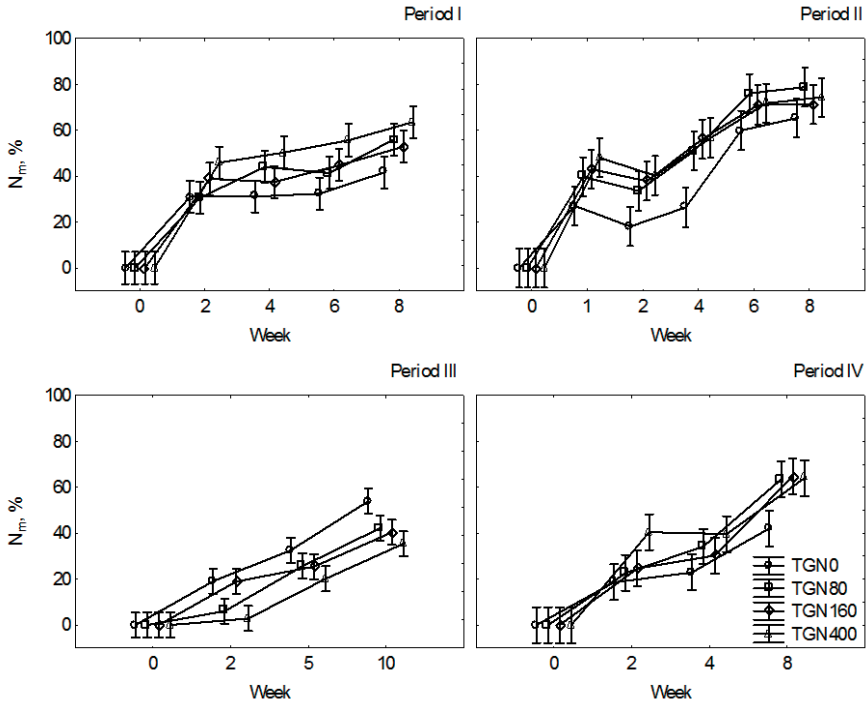 Period I
Period II
100
80
60
40
20
0
Nm, %
0 2 4 6 8
Week
0 1 2 4 6 8
Week
Period III
Period IV
100
80
60
40
20
0
Nm, %
0 2 5 10
Week
0 2 4 8
Week
TGN0
TGN80
TGN160
TGN400